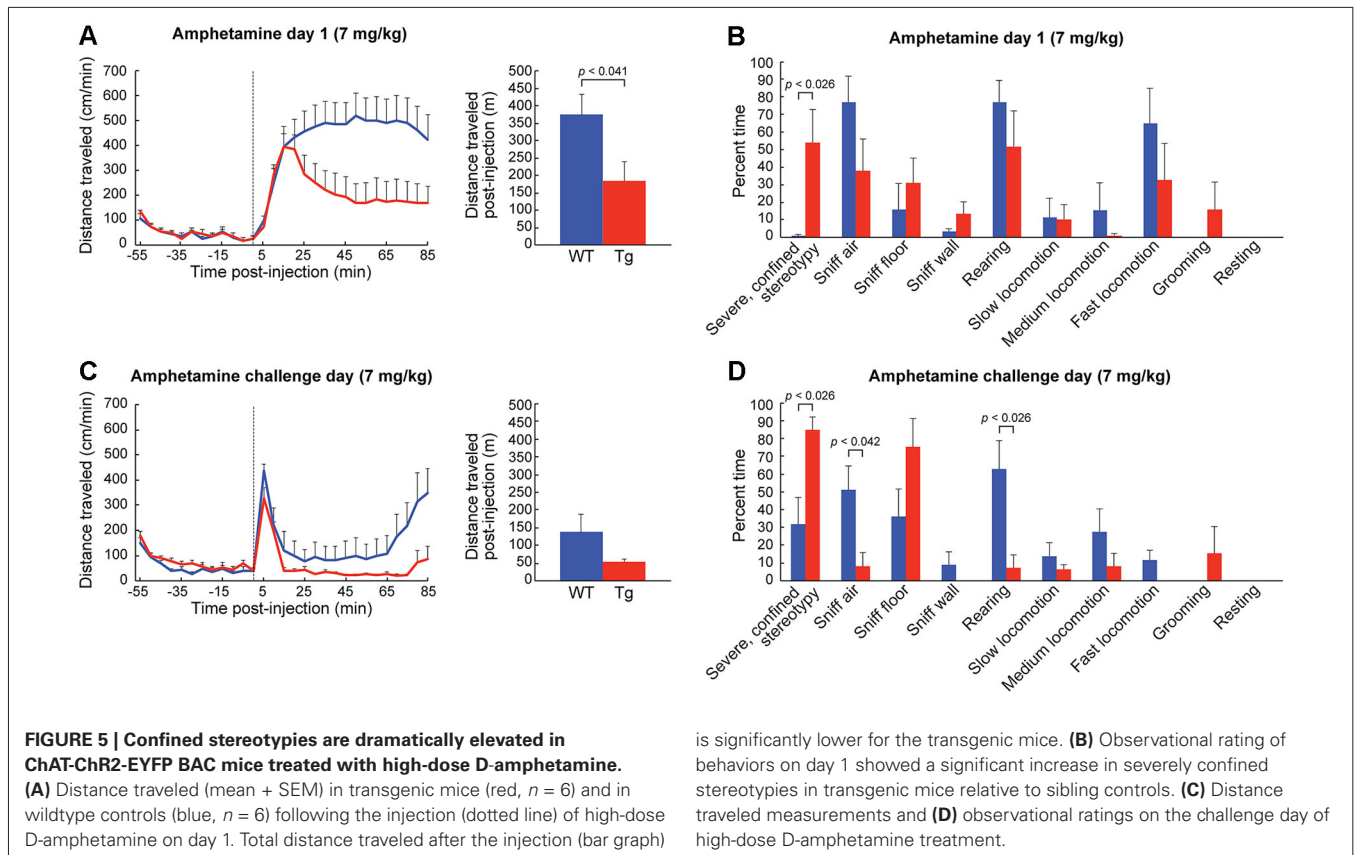 A
Amphetamine day 1 (7 mg/kg)
Distance traveled (cm/min)
700
600
500
400
300
200
100
0
-55 -35 -15 5 25 45 65 85
Time post-injection (min)
Distance traveled
post-injection (m)
500
450
400
350
300
250
200
150
100
50
0
p < 0.041
WT Tg
B
Amphetamine day 1 (7 mg/kg)
Percent time
100
90
80
70
60
50
40
30
20
10
p < 0.026
Severe, confined
stereotypy
Sniff air
Sniff floor
Sniff wall
Rearing
Slow locomotion
Medium locomotion
Fast locomotion
Grooming
Resting
C
Amphetamine challenge day (7 mg/kg)
Distance traveled (cm/min)
700
600
500
400
300
200
100
0
-55 -35 -15 5 25 45 65 85
Time post-injection (min)
Distance traveled
post-injection (m)
500
450
400
350
300
250
200
150
100
50
0
WT Tg
D
Amphetamine challenge day (7 mg/kg)
Percent time
100
90
80
70
60
50
40
30
20
10
p < 0.026
p < 0.042
p < 0.026
Severe, confined
stereotypy
Sniff air
Sniff floor
Sniff wall
Rearing
Slow locomotion
Medium locomotion
Fast locomotion
Grooming
Resting
FIGURE 5 | Confined stereotypies are dramatically elevated in
ChAT-ChR2-EYFP BAC mice treated with high-dose D-amphetamine.
(A) Distance traveled (mean + SEM) in transgenic mice (red, n = 6) and in
wildtype controls (blue, n = 6) following the injection (dotted line) of high-dose
D-amphetamine on day 1. Total distance traveled after the injection (bar graph)
is significantly lower for the transgenic mice. (B) Observational rating of
behaviors on day 1 showed a significant increase in severely confined
stereotypies in transgenic mice relative to sibling controls. (C) Distance
traveled measurements and (D) observational ratings on the challenge day of
high-dose D-amphetamine treatment.